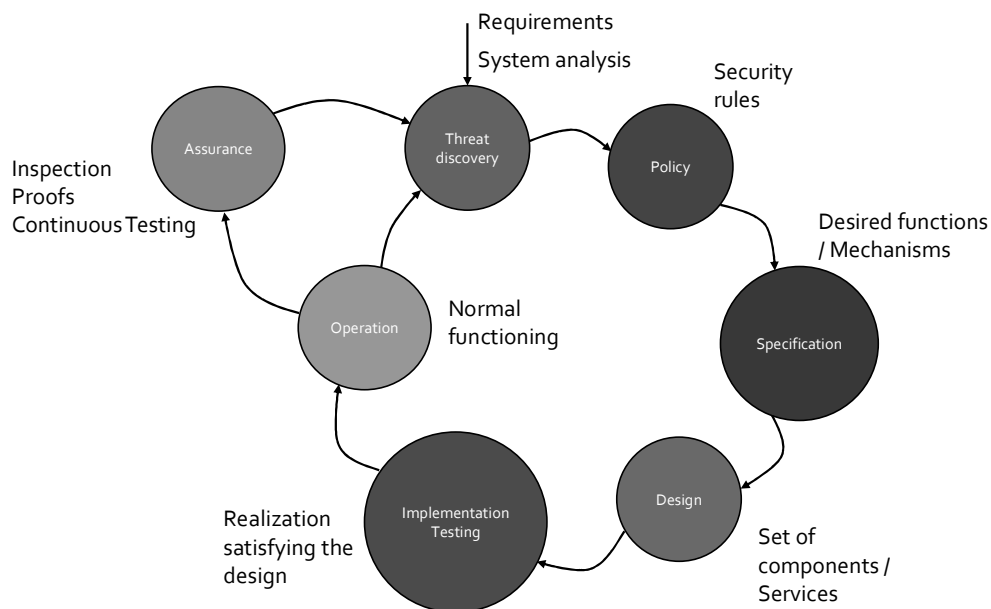 Requirements
System analysis
Security
rules
Threat
discovery
Assurance
Policy
Inspection
Proofs
Continuous Testing
Desired functions
/ Mechanisms
Operation
Normal
functioning
Specification
Design
Implementation
Testing
Realization
satisfying the
design
Set of
components /
Services